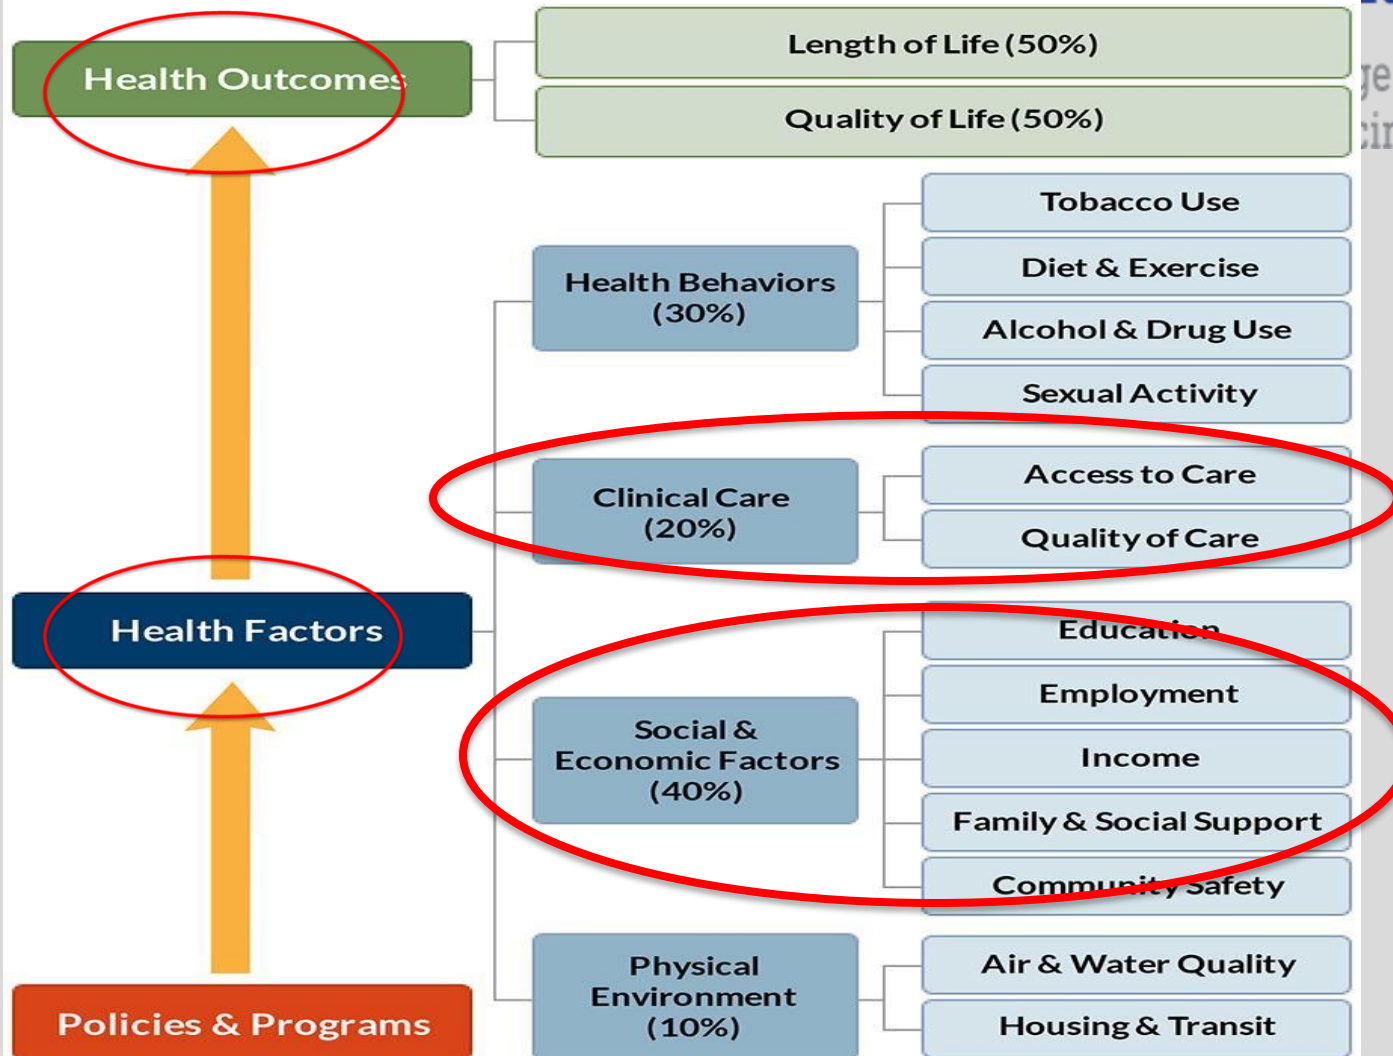 Health Outcomes
Length of Life (50%)
Quality of Life (50%)
Tobacco Use
Health Behaviors
(30%)
Diet & Exercise
Alcohol & Drug Use
Sexual Activity
Clinical Care
(20%)
Access to Care
Quality of Care
Health Factors
Social &
Economic Factors
(40%)
Education
Employment
Income
Family & Social Support
Community Safety
Physical
Environment
(10%)
Air & Water Quality
Housing & Transit
Policies & Programs